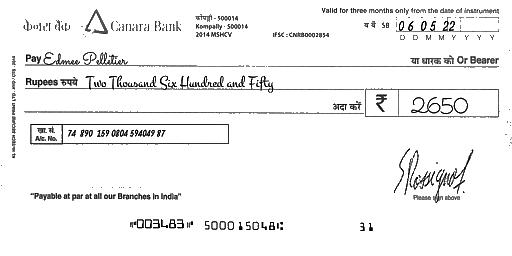 Valid for three months only from the date of instrument
केनरा बैंक Canara Bank
कोंपल्ली - 500014
Kompally - 500014
2014 MSHCV
IFSC : CNRB0002854
SB 06 05 22
D D M M Y Y Y Y
Pay Edmee Pelletier या धारक को Or Bearer
Rupees रुपये Two Thousand Six Hundred and Fifty
अदा करें ₹ 2650
खा. सं.
A/c. No. 74 890 159 0804 594049 87
Please sign above
"Payable at par at all our Branches in India"
⑈003483⑈ 500015048⑆ 31